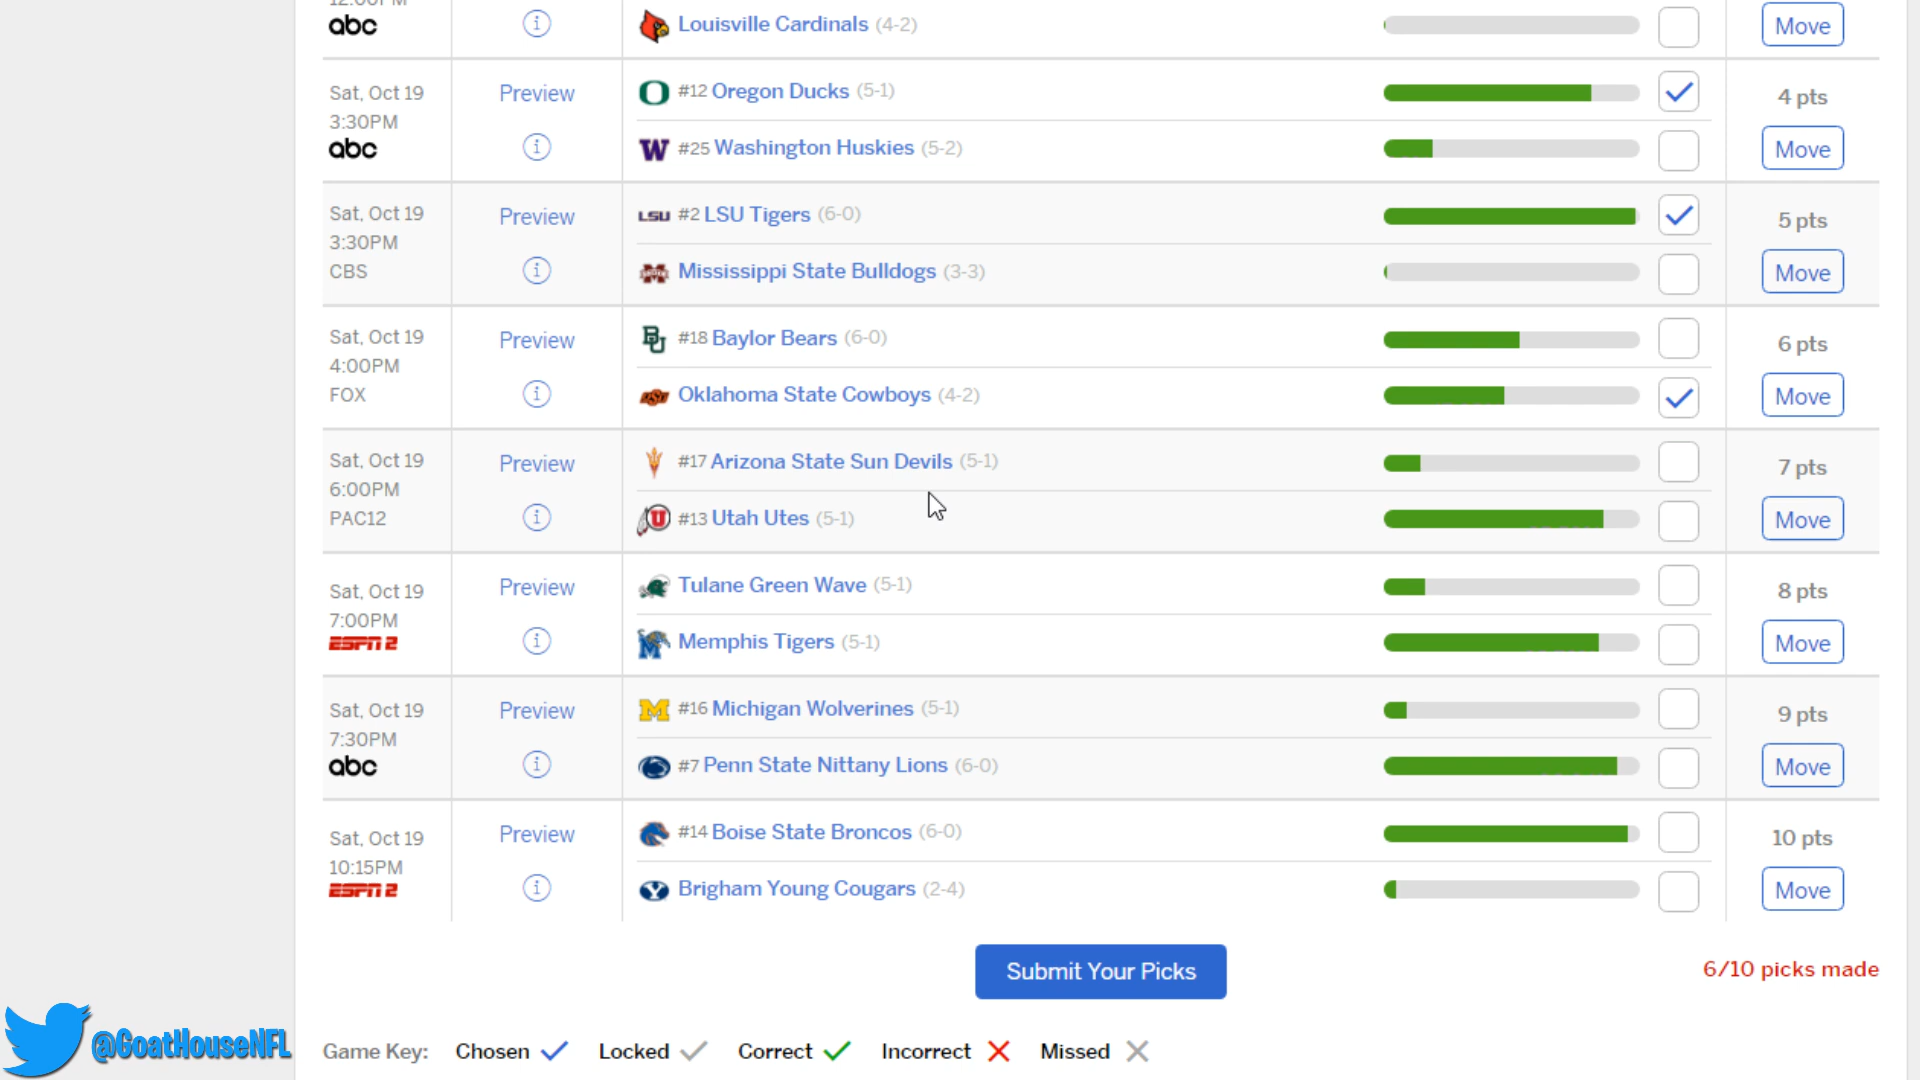 12:00PM
abc
Louisville Cardinals (4-2)
Move
Sat, Oct 19
3:30PM
abc
Preview
#12 Oregon Ducks (5-1)
#25 Washington Huskies (5-2)
4 pts
Move
Sat, Oct 19
3:30PM
CBS
Preview
LSU #2 LSU Tigers (6-0)
Mississippi State Bulldogs (3-3)
5 pts
Move
Sat, Oct 19
4:00PM
FOX
Preview
#18 Baylor Bears (6-0)
Oklahoma State Cowboys (4-2)
6 pts
Move
Sat, Oct 19
6:00PM
PAC12
Preview
#17 Arizona State Sun Devils (5-1)
#13 Utah Utes (5-1)
7 pts
Move
Sat, Oct 19
7:00PM
ESPN 2
Preview
Tulane Green Wave (5-1)
Memphis Tigers (5-1)
8 pts
Move
Sat, Oct 19
7:30PM
abc
Preview
#16 Michigan Wolverines (5-1)
#7 Penn State Nittany Lions (6-0)
9 pts
Move
Sat, Oct 19
10:15PM
ESPN 2
Preview
#14 Boise State Broncos (6-0)
Brigham Young Cougars (2-4)
10 pts
Move
Submit Your Picks
6/10 picks made
@GoatHouseNFL
Game Key: Chosen Locked Correct Incorrect Missed